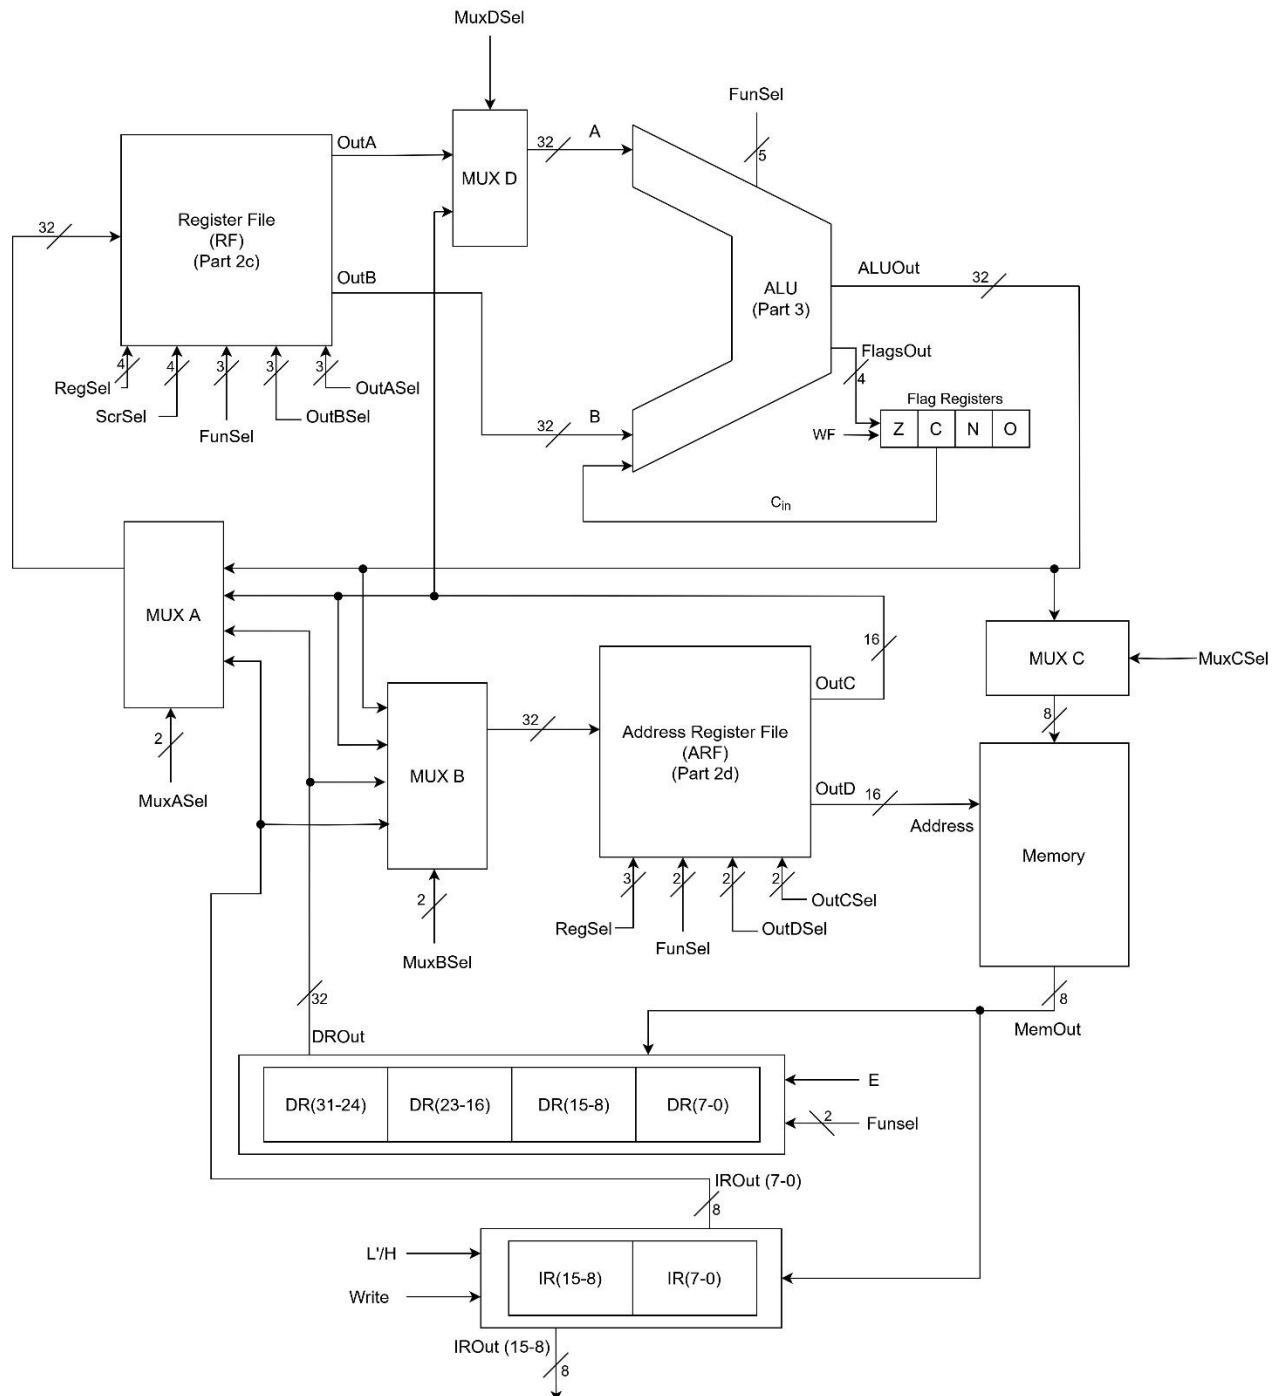 MuxDSel
FunSel
5
OutA
MUX D
32
A
Register File
(RF)
(Part 2c)
32
OutB
ALU
(Part 3)
ALUOut
32
FlagsOut
4
Flag Registers
WF
Z C N O
4
4
3
3
3
RegSel
ScrSel
FunSel
OutBSel
OutASel
32
B
Cin
MUX A
2
MuxASel
MUX B
2
MuxBSel
32
Address Register File
(ARF)
(Part 2d)
OutC
16
OutD
16
Address
3
2
2
2
RegSel
FunSel
OutDSel
OutCSel
MUX C
MuxCSel
8
Memory
8
MemOut
32
DROut
DR(31-24)
DR(23-16)
DR(15-8)
DR(7-0)
E
2
Funsel
IROut (7-0)
8
L'/H
Write
IR(15-8)
IR(7-0)
IROut (15-8)
8